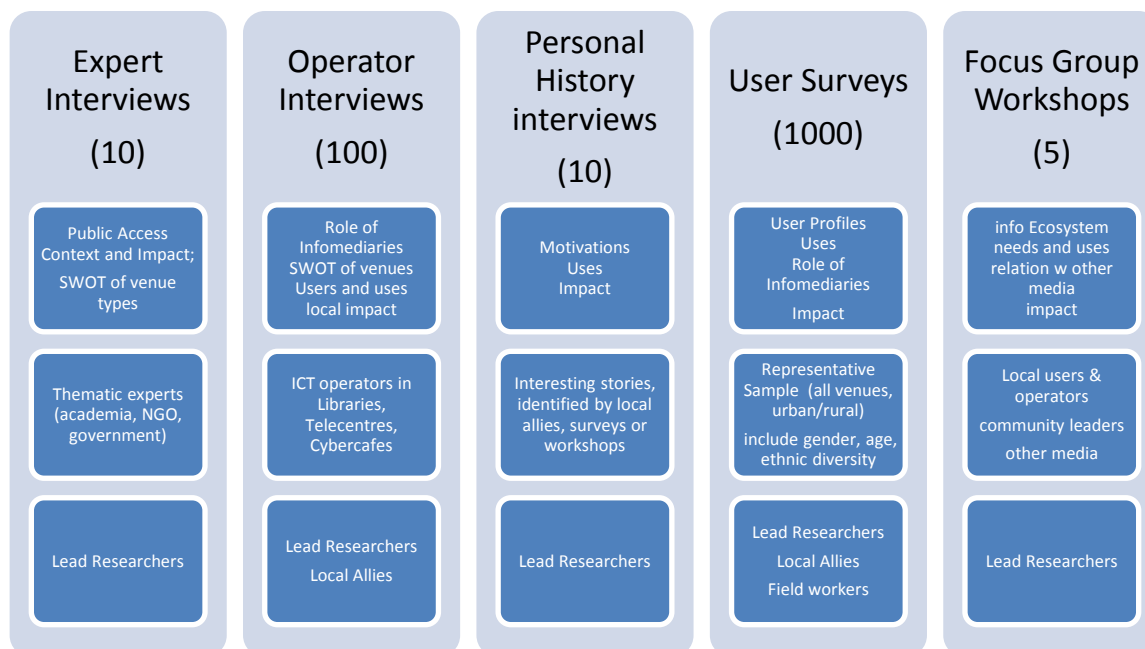 Expert
Interviews
(10)
Public Access
Context and Impact;
SWOT of venue
types
Thematic experts
(academia, NGO,
government)
Lead Researchers
Operator
Interviews
(100)
Role of
Infomediaries
SWOT of venues
Users and uses
local impact
ICT operators in
Libraries,
Telecentres,
Cybercafes
Lead Researchers
Local Allies
Personal
History
interviews
(10)
Motivations
Uses
Impact
Interesting stories,
identified by local
allies, surveys or
workshops
Lead Researchers
User Surveys
(1000)
User Profiles
Uses
Role of
Infomediaries
Impact
Representative
Sample (all venues,
urban/rural)
include gender, age,
ethnic diversity
Lead Researchers
Local Allies
Field workers
Focus Group
Workshops
(5)
info Ecosystem
needs and uses
relation w other
media
impact
Local users &
operators
community leaders
other media
Lead Researchers